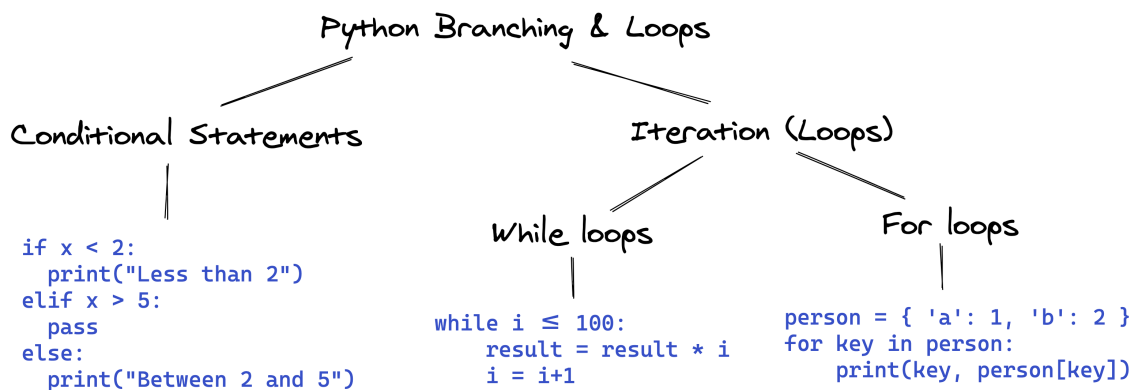 Python Branching & Loops
Conditional Statements
Iteration (Loops)
While loops
For loops
if x < 2:
  print("Less than 2")
elif x > 5:
  pass
else:
  print("Between 2 and 5")
while i ≤ 100:
    result = result * i
    i = i+1
person = { 'a': 1, 'b': 2 }
for key in person:
    print(key, person[key])